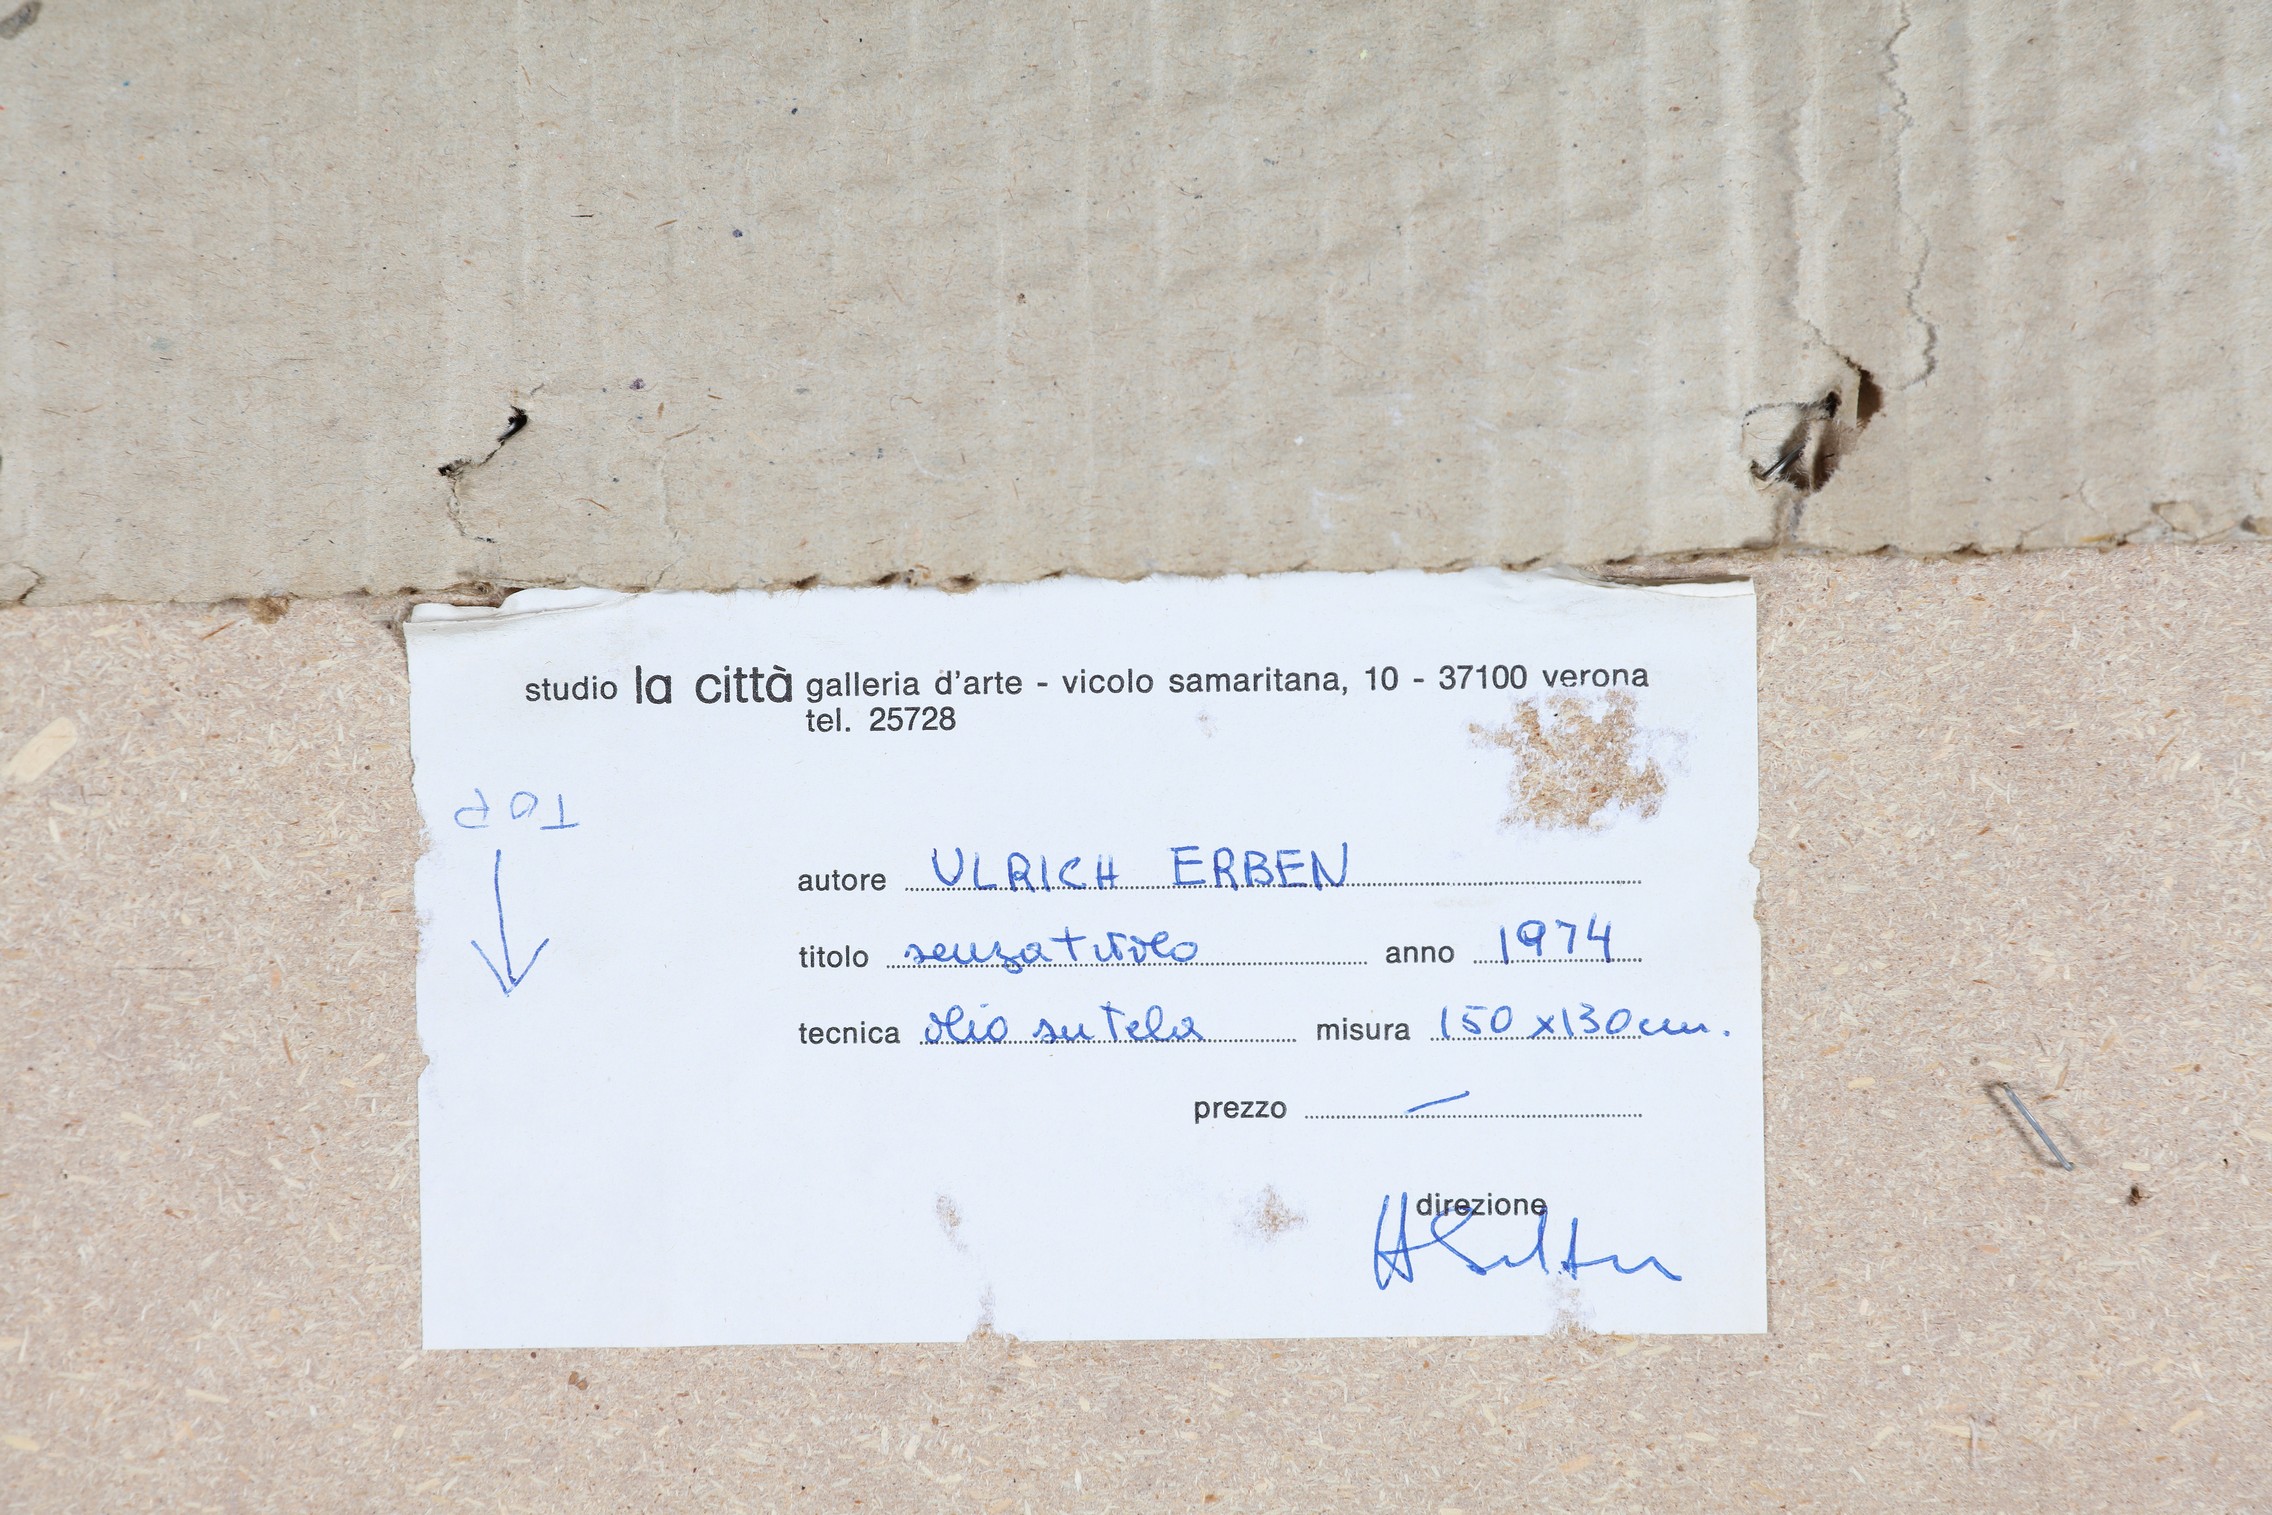 studio la città galleria d'arte - vicolo samaritana, 10 - 37100 verona
tel. 25728
TOP
autore ULRICH ERBEN
titolo senza titolo anno 1974
tecnica olio su tela misura 150 x 130 cm.
prezzo —
direzione